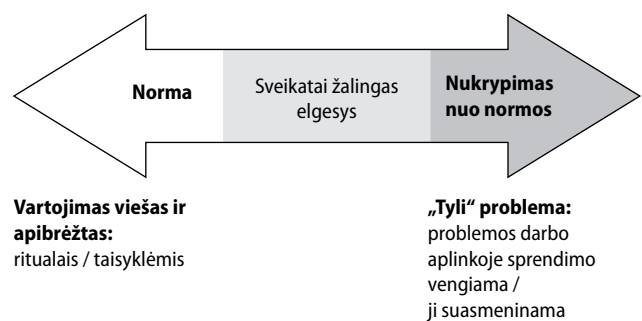 Norma
Sveikatai žalingas
elgesys
Nukrypimas
nuo normos
Vartojimas viešas ir
apibrėžtas:
ritualais / taisyklėmis
„Tyli“ problema:
problemos darbo
aplinkoje sprendimo
vengiama /
ji suasmeninama